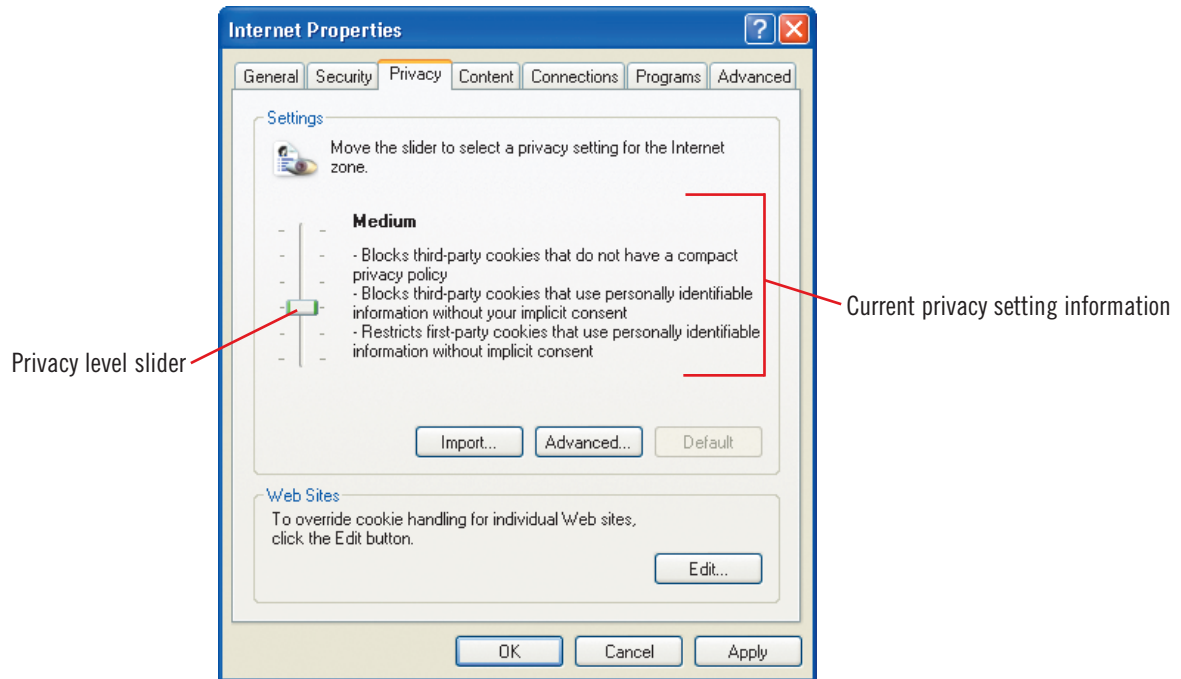 Internet Properties
General Security Privacy Content Connections Programs Advanced
Settings
Move the slider to select a privacy setting for the Internet
zone.
Medium
- Blocks third-party cookies that do not have a compact
privacy policy
- Blocks third-party cookies that use personally identifiable
information without your implicit consent
- Restricts first-party cookies that use personally identifiable
information without implicit consent
Current privacy setting information
Privacy level slider
Import... Advanced... Default
Web Sites
To override cookie handling for individual Web sites,
click the Edit button.
Edit...
OK Cancel Apply